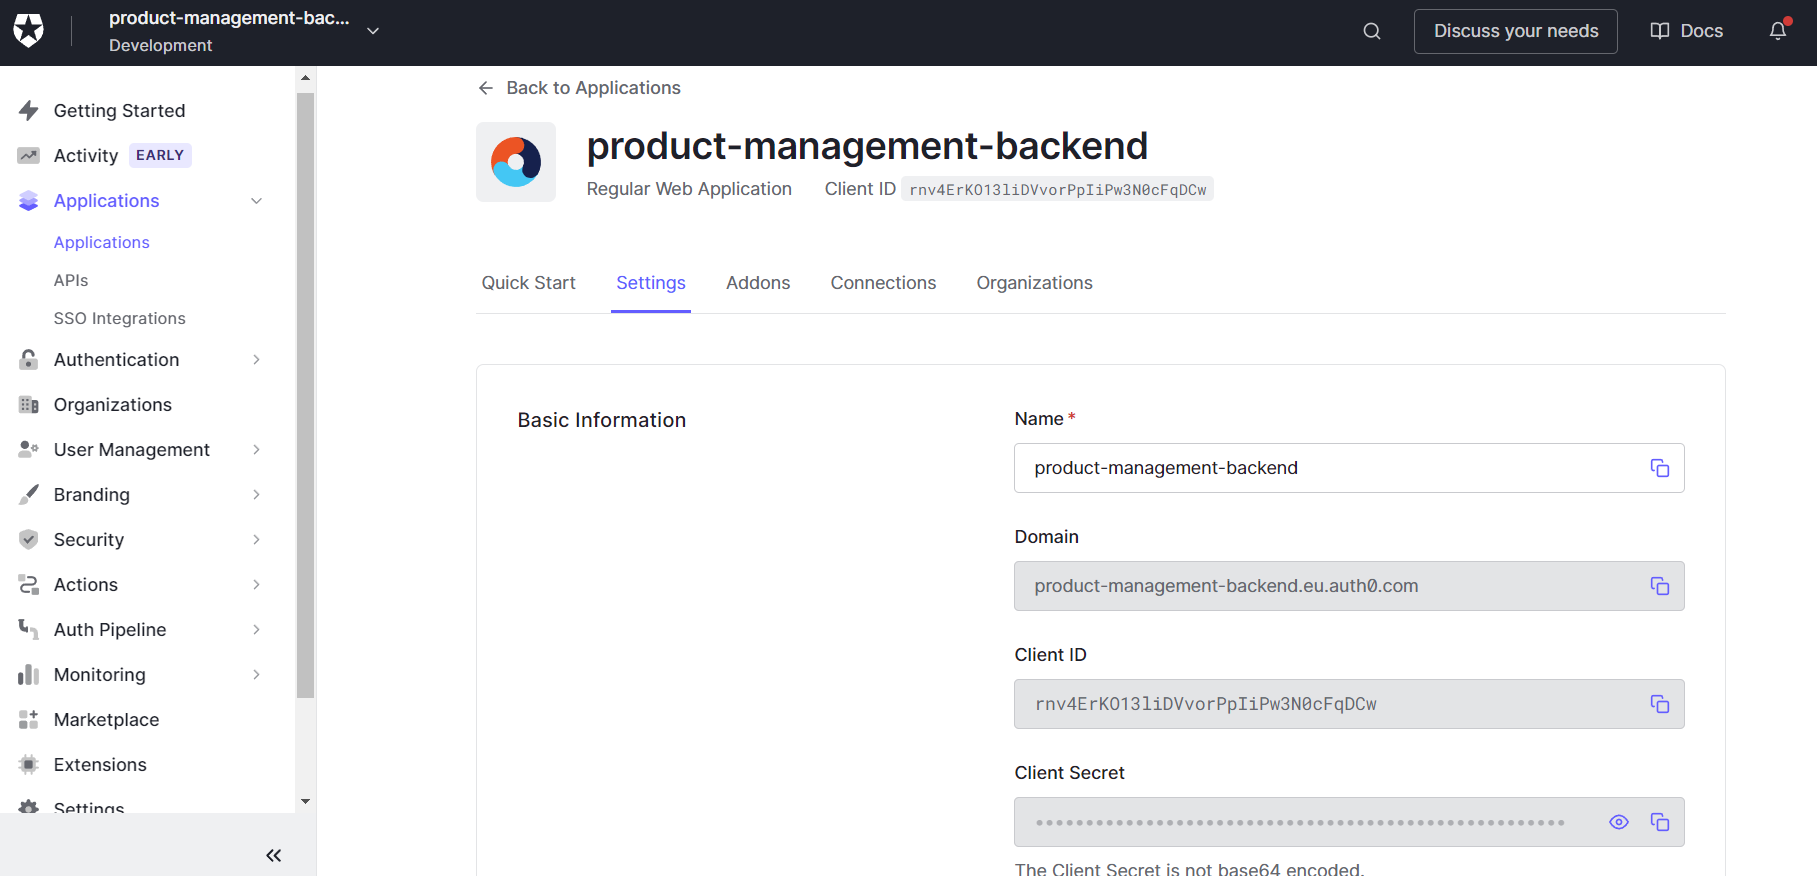 product-management-bac...
Development
Discuss your needs
Docs
Getting Started
Activity EARLY
Applications
Applications
APIs
SSO Integrations
Authentication
Organizations
User Management
Branding
Security
Actions
Auth Pipeline
Monitoring
Marketplace
Extensions
Settings
Back to Applications
product-management-backend
Regular Web Application Client ID rnv4ErKO13liDVvorPpIiPw3N0cFqDCw
Quick Start Settings Addons Connections Organizations
Basic Information
Name *
product-management-backend
Domain
product-management-backend.eu.auth0.com
Client ID
rnv4ErKO13liDVvorPpIiPw3N0cFqDCw
Client Secret
The Client Secret is not base64 encoded.